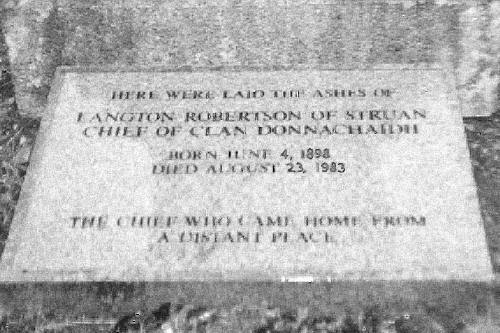 HERE WERE LAID THE ASHES OF
LANGTON ROBERTSON OF STRUAN
CHIEF OF CLAN DONNACHAIDH
BORN JUNE 4, 1898
DIED AUGUST 23, 1983
THE CHIEF WHO CAME HOME FROM
A DISTANT PLACE